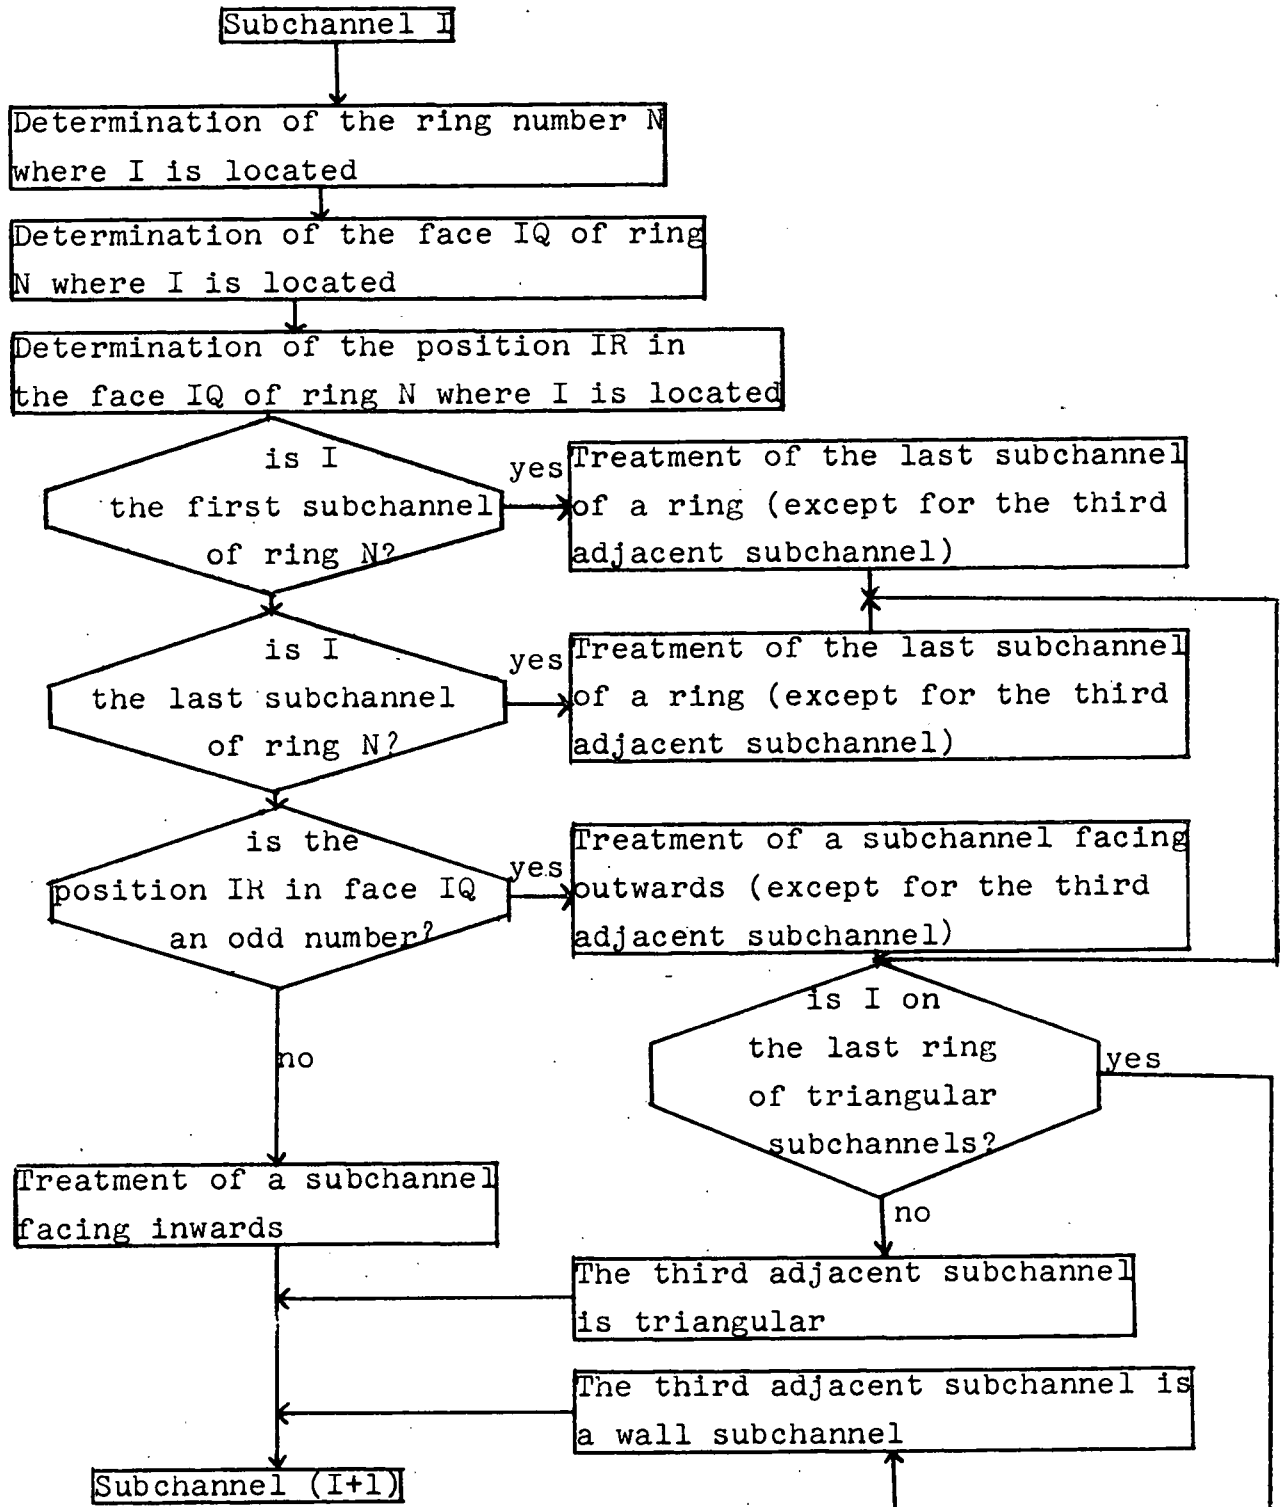 Subchannel I
Determination of the ring number N
where I is located
Determination of the face IQ of ring
N where I is located
Determination of the position IR in
the face IQ of ring N where I is located
is I
the first subchannel
of ring N?
yes
Treatment of the last subchannel
of a ring (except for the third
adjacent subchannel)
is I
the last subchannel
of ring N?
yes
Treatment of the last subchannel
of a ring (except for the third
adjacent subchannel)
is the
position IR in face IQ
an odd number?
yes
Treatment of a subchannel facing
outwards (except for the third
adjacent subchannel)
is I on
the last ring
of triangular
subchannels?
yes
no
no
Treatment of a subchannel
facing inwards
The third adjacent subchannel
is triangular
The third adjacent subchannel is
a wall subchannel
Subchannel (I+1)